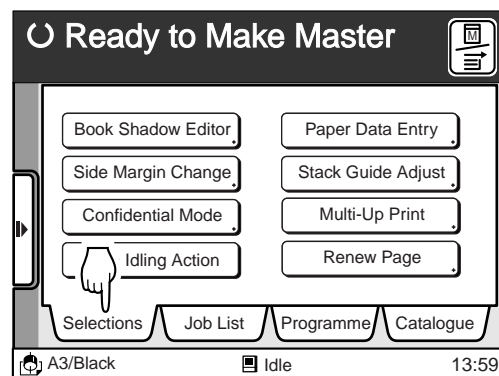 Ready to Make Master
M
Book Shadow Editor
Paper Data Entry
Side Margin Change
Stack Guide Adjust
Confidential Mode
Multi-Up Print
Idling Action
Renew Page
Selections
Job List
Programme
Catalogue
A3/Black
Idle
13:59